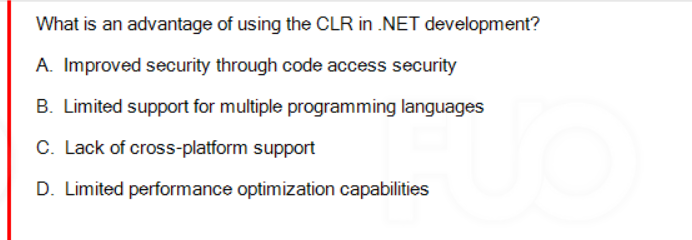 What is an advantage of using the CLR in .NET development?
A. Improved security through code access security
B. Limited support for multiple programming languages
C. Lack of cross-platform support
D. Limited performance optimization capabilities
FUO